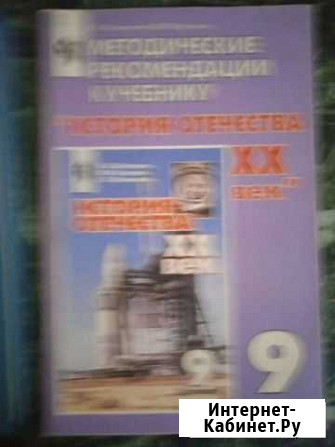 МЕТОДИЧЕСКИЕ
РЕКОМЕНДАЦИИ
К УЧЕБНИКУ
"ИСТОРИЯ ОТЕЧЕСТВА
XX
век"
ИСТОРИЯ
ОТЕЧЕСТВА
XX
век
9
9
Интернет-
Кабинет.Ру